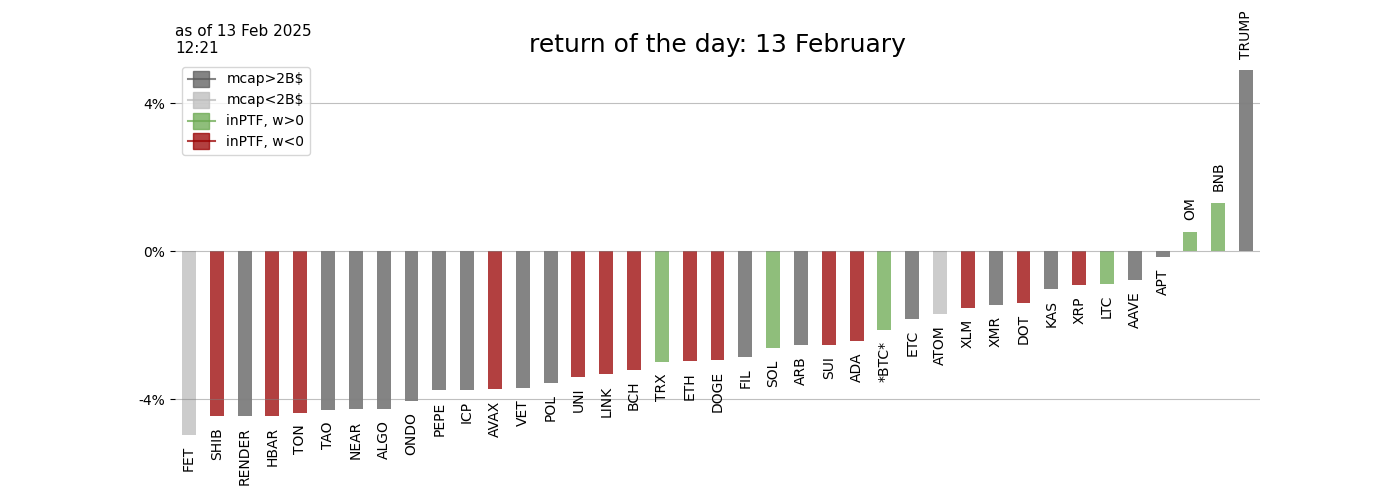 as of 13 Feb 2025
12:21
return of the day: 13 February
mcap>2B$
mcap<2B$
inPTF, w>0
inPTF, w<0
4%
0%
-4%
FET
SHIB
RENDER
HBAR
TON
TAO
NEAR
ALGO
ONDO
PEPE
ICP
AVAX
VET
POL
UNI
LINK
BCH
TRX
ETH
DOGE
FIL
SOL
ARB
SUI
ADA
*BTC*
ETC
ATOM
XLM
XMR
DOT
KAS
XRP
LTC
AAVE
APT
OM
BNB
TRUMP